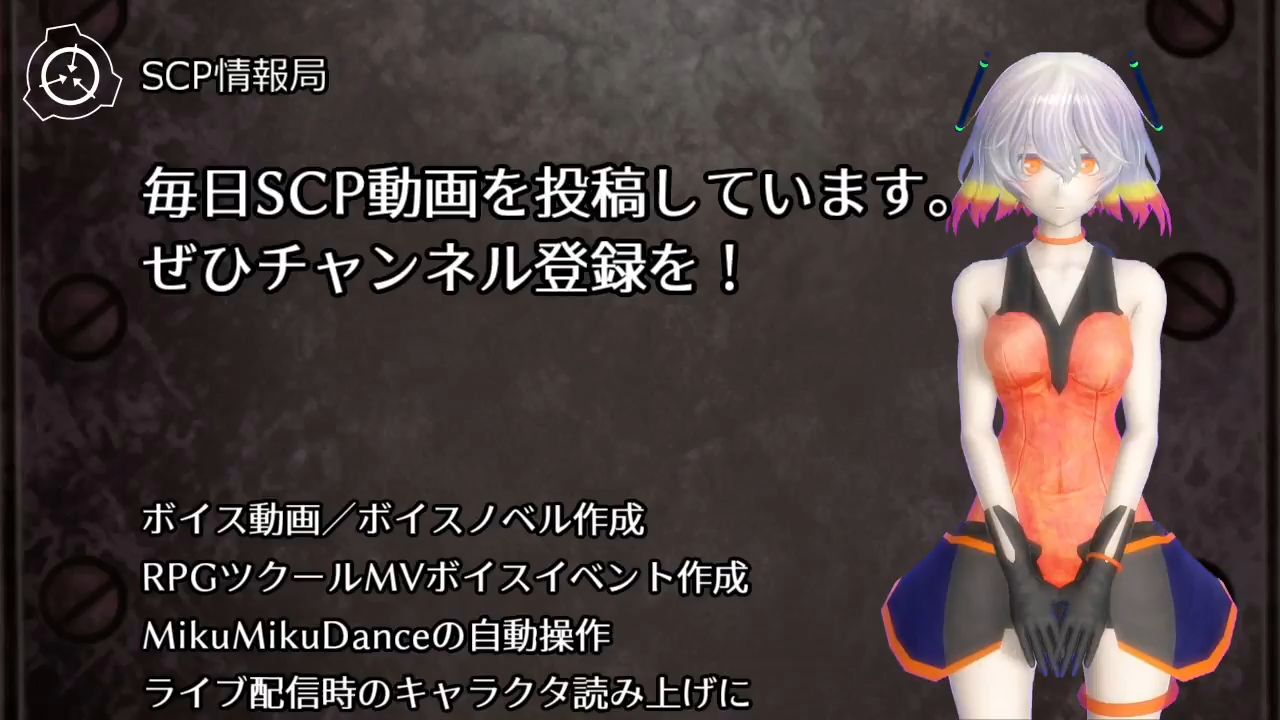 SCP情報局
毎日SCP動画を投稿しています。
ぜひチャンネル登録を！
ボイス動画／ボイスノベル作成
RPGツクールMVボイスイベント作成
MikuMikuDanceの自動操作
ライブ配信時のキャラクタ読み上げに